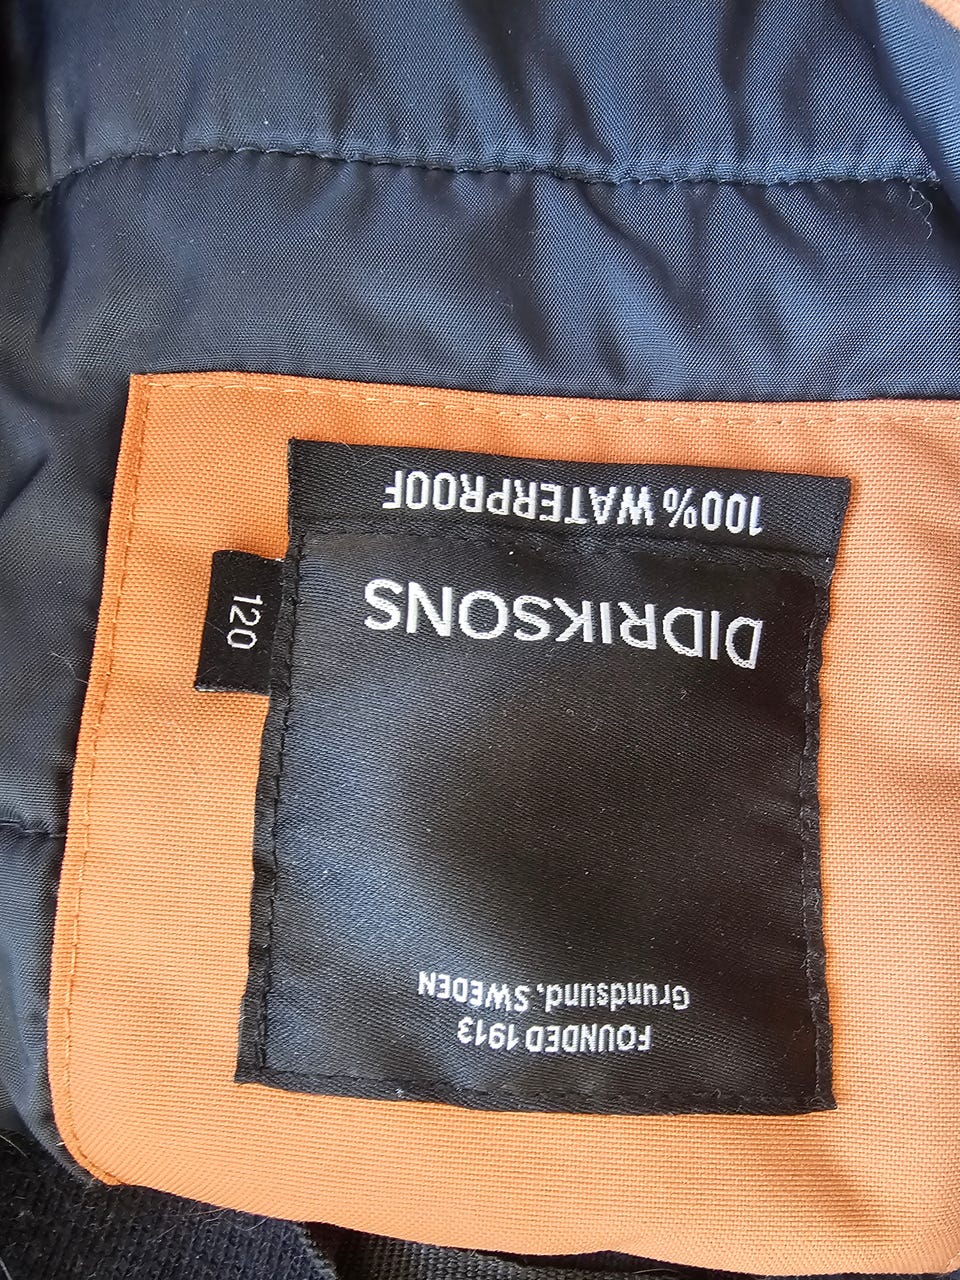 100% WATERPROOF
DIDRIKSONS
120
FOUNDED 1913
Grundsund, SWEDEN